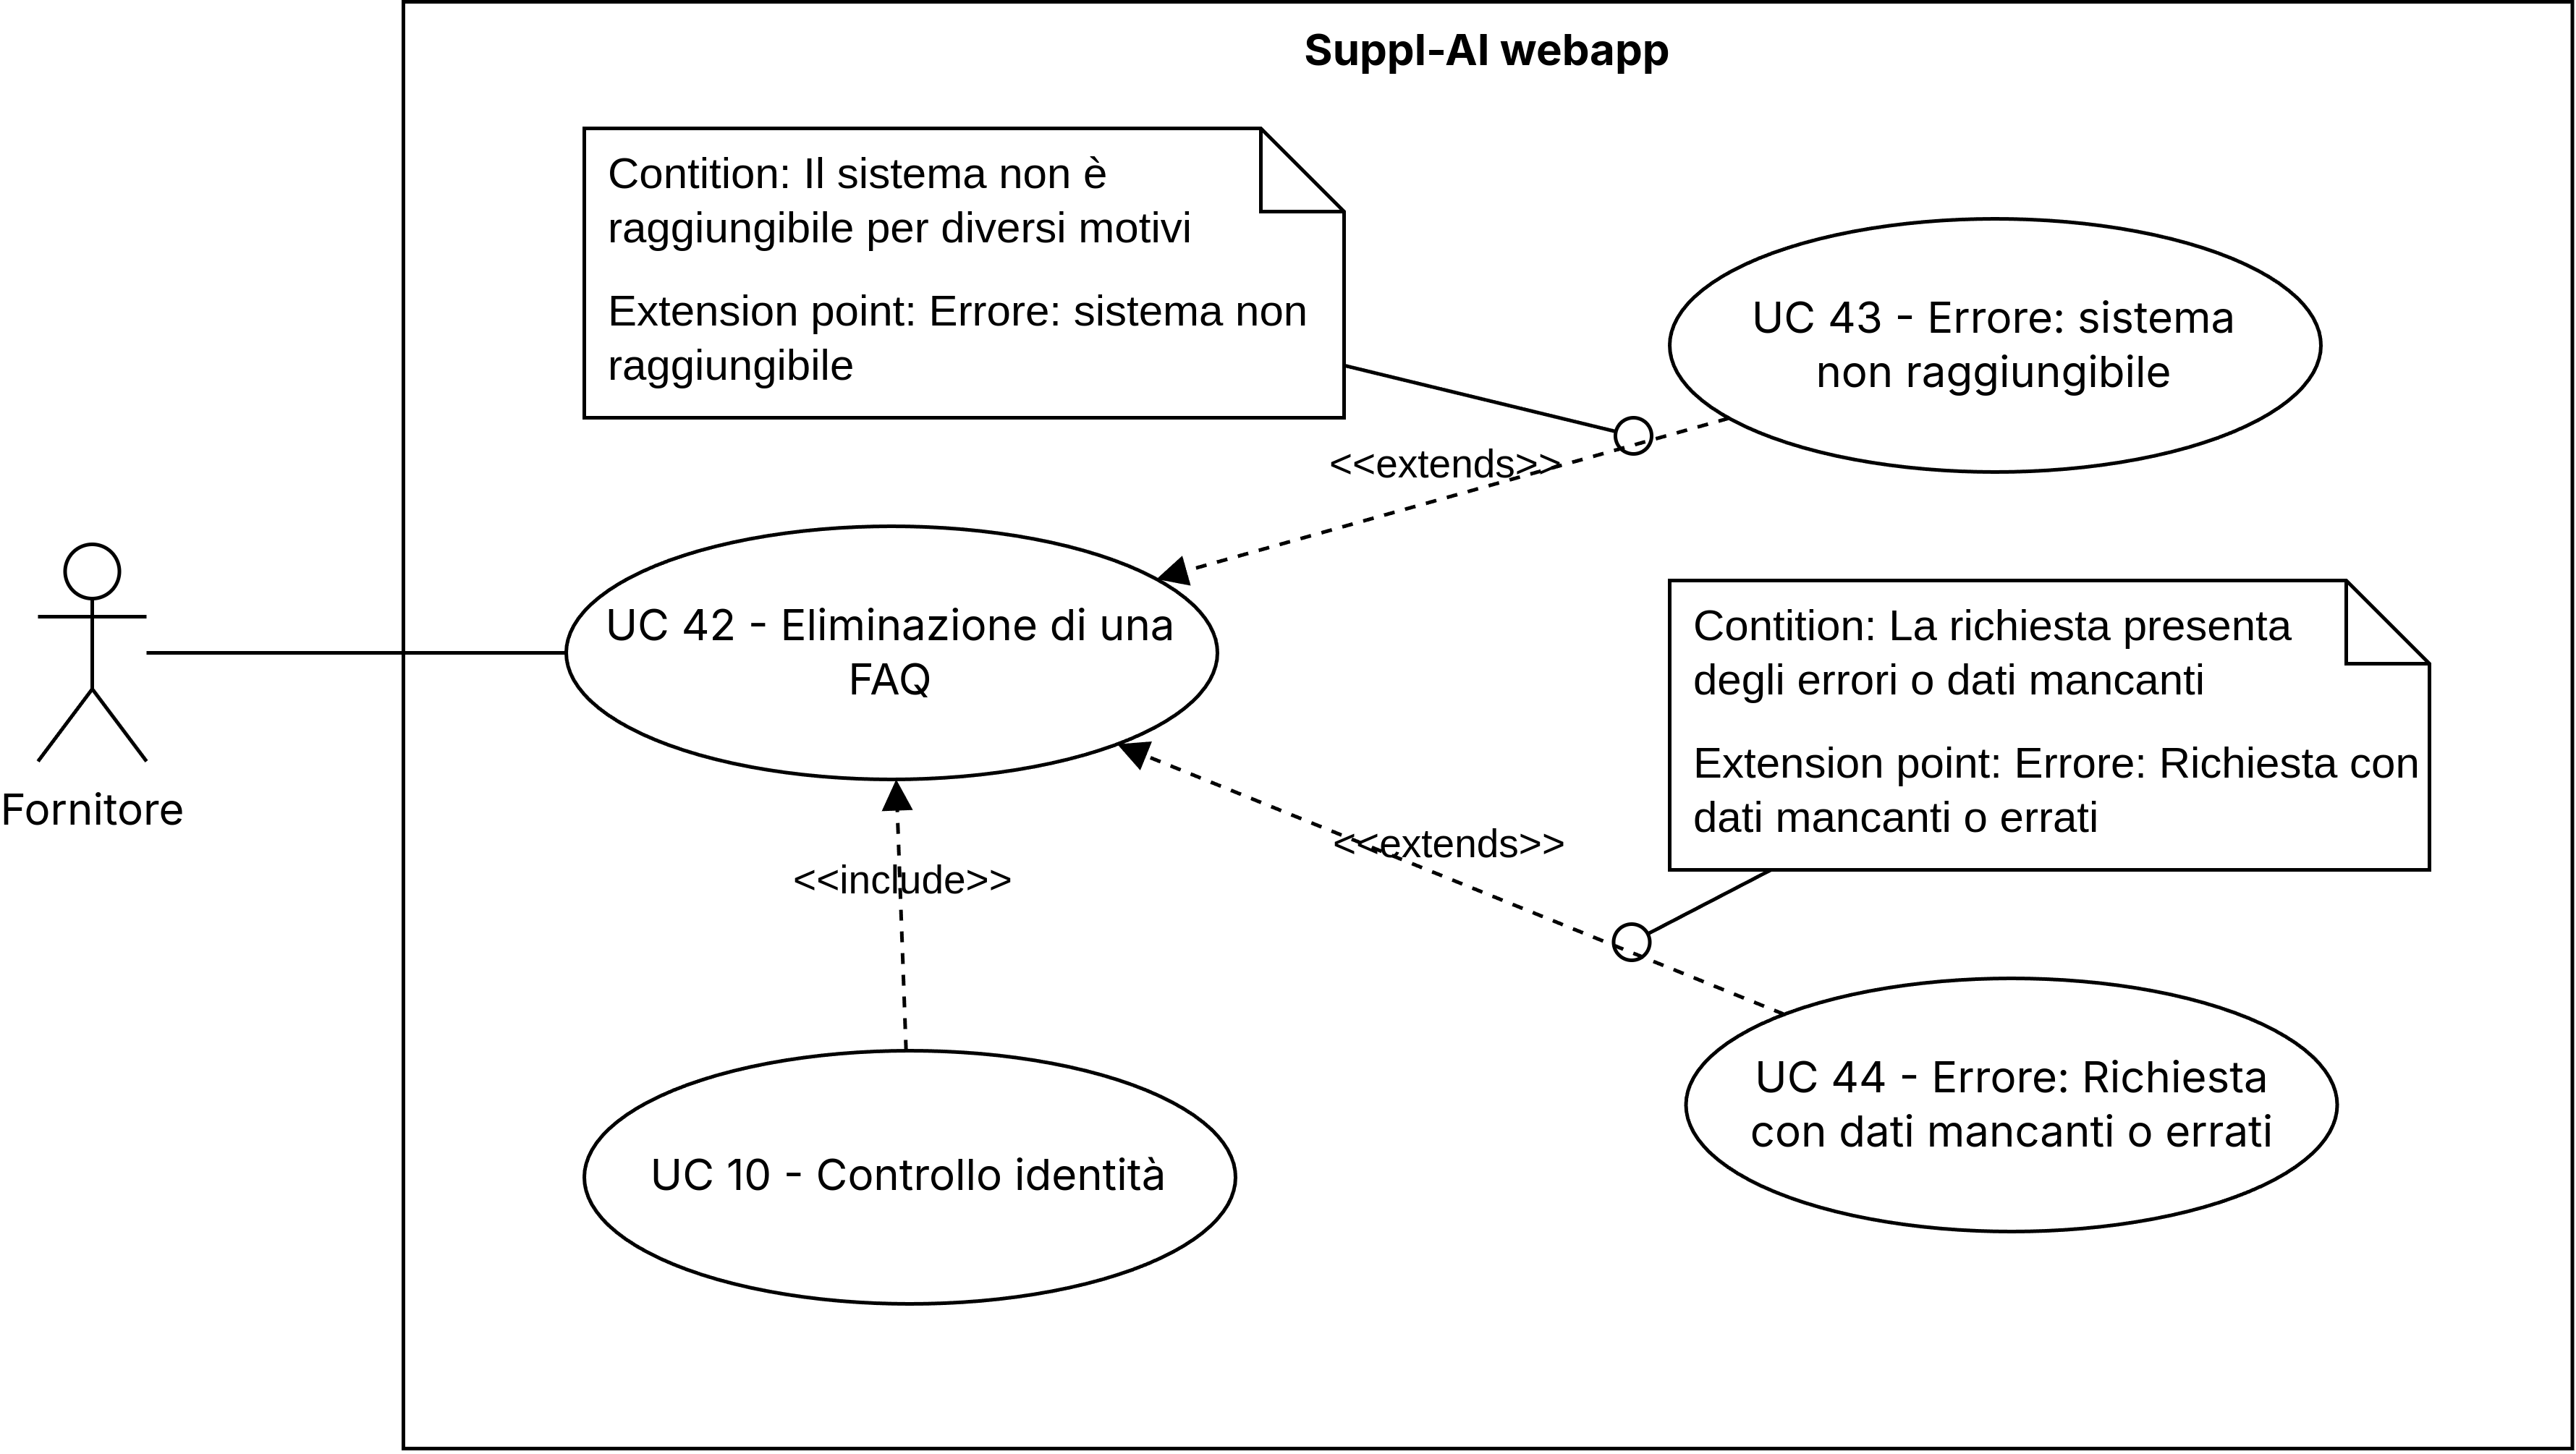 Suppl-AI webapp
Contition: Il sistema non è
raggiungibile per diversi motivi
Extension point: Errore: sistema non
raggiungibile
UC 43 - Errore: sistema
non raggiungibile
<<extends>>
UC 42 - Eliminazione di una
FAQ
Contition: La richiesta presenta
degli errori o dati mancanti
Extension point: Errore: Richiesta con
dati mancanti o errati
Fornitore
<<extends>>
<<include>>
UC 44 - Errore: Richiesta
con dati mancanti o errati
UC 10 - Controllo identità